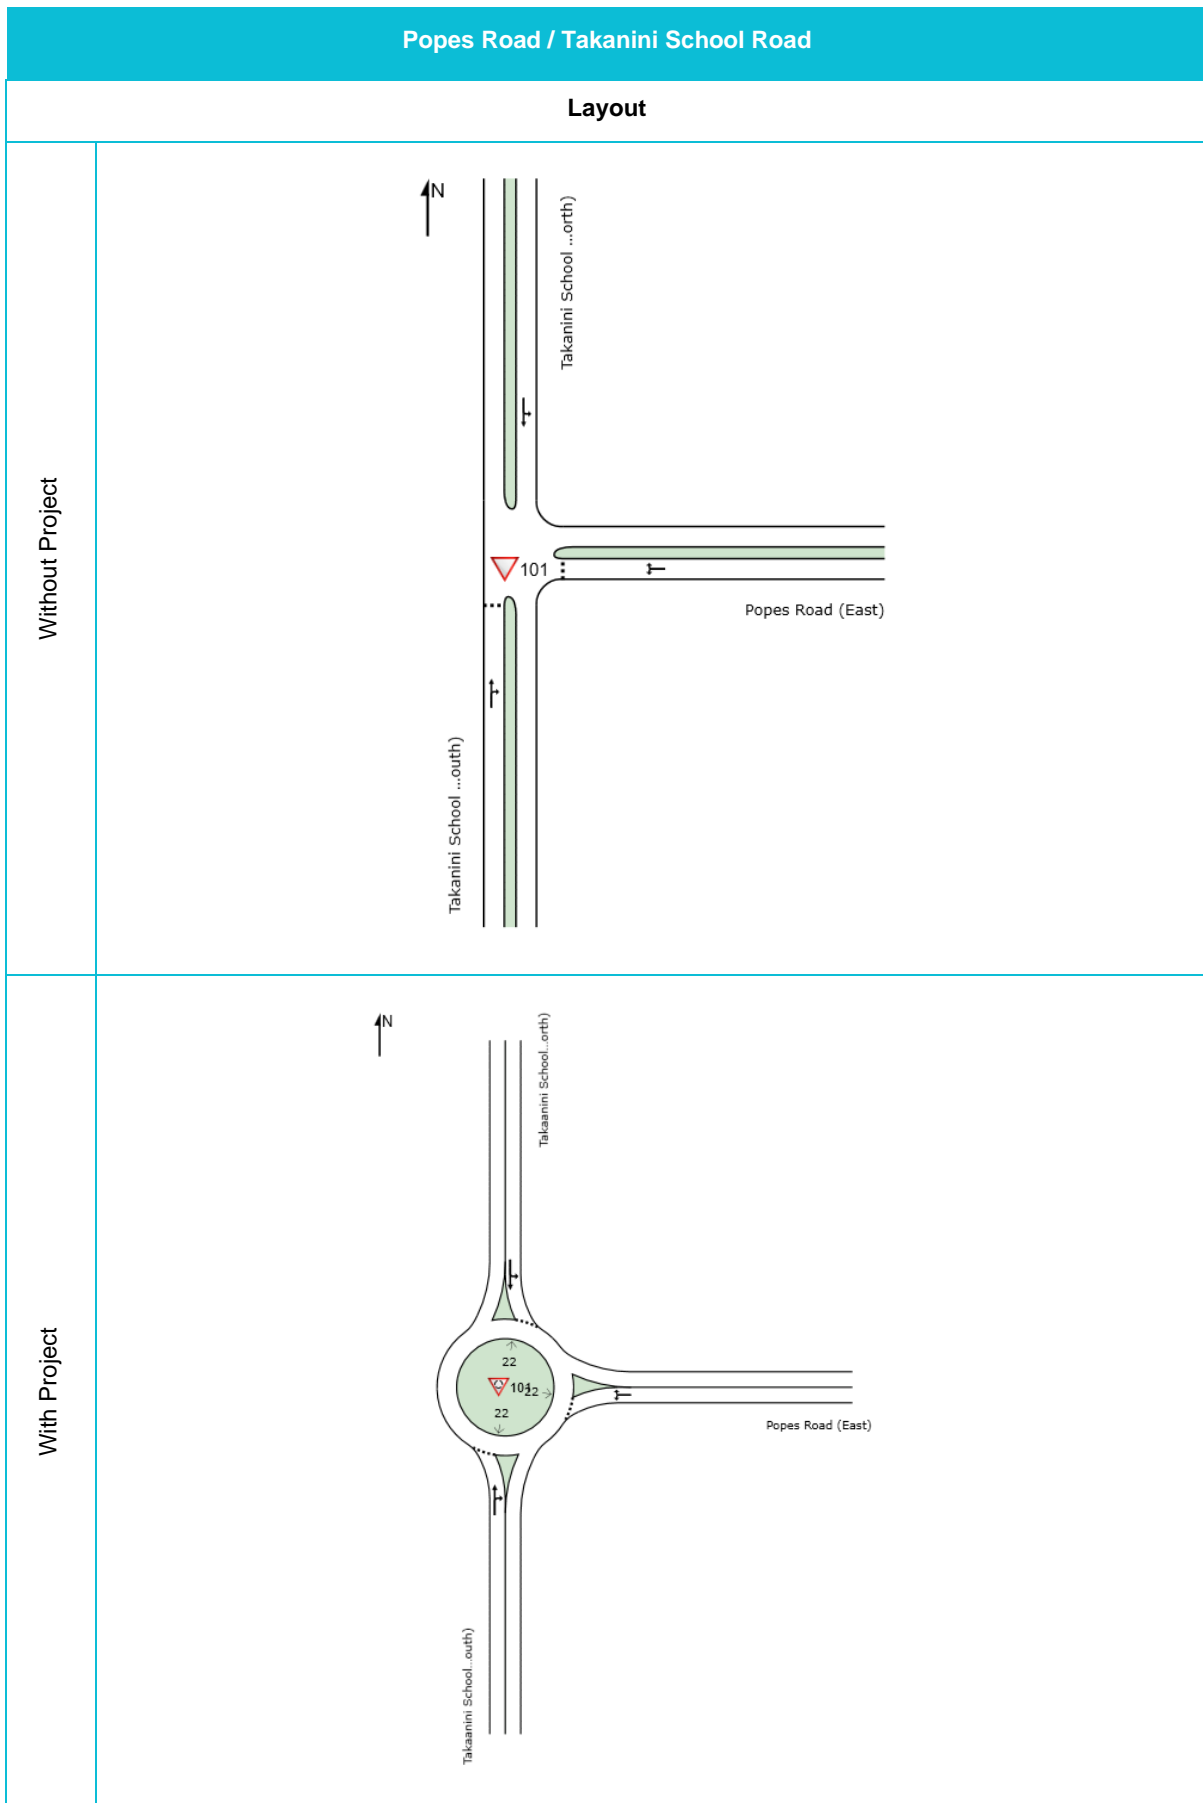 Popes Road / Takanini School Road
Layout
Without Project
N
Takanini School ...orth)
101
Popes Road (East)
Takanini School ...outh)
With Project
N
Takaanini School...orth)
22
101
22
22
Popes Road (East)
Takaanini School...outh)